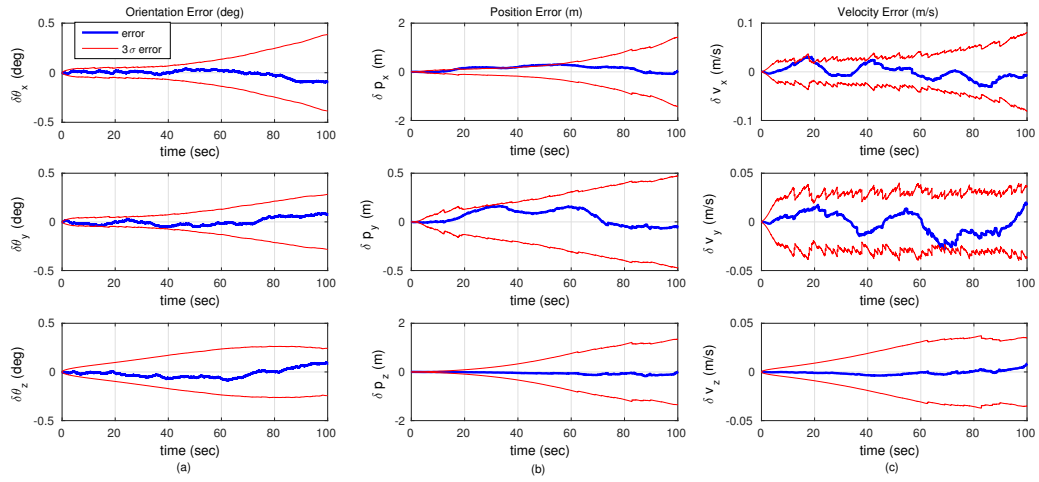 Orientation Error (deg)
error
3σ error
δθx (deg)
0.5
0
-0.5
0 20 40 60 80 100
time (sec)
Position Error (m)
δ px (m)
2
0
-2
0 20 40 60 80 100
time (sec)
Velocity Error (m/s)
δ vx (m/s)
0.1
0
-0.1
0 20 40 60 80 100
time (sec)
δθy (deg)
0.5
0
-0.5
0 20 40 60 80 100
time (sec)
δ py (m)
0.5
0
-0.5
0 20 40 60 80 100
time (sec)
δ vy (m/s)
0.05
0
-0.05
0 20 40 60 80 100
time (sec)
δθz (deg)
0.5
0
-0.5
0 20 40 60 80 100
time (sec)
(a)
δ pz (m)
2
0
-2
0 20 40 60 80 100
time (sec)
(b)
δ vz (m/s)
0.05
0
-0.05
0 20 40 60 80 100
time (sec)
(c)